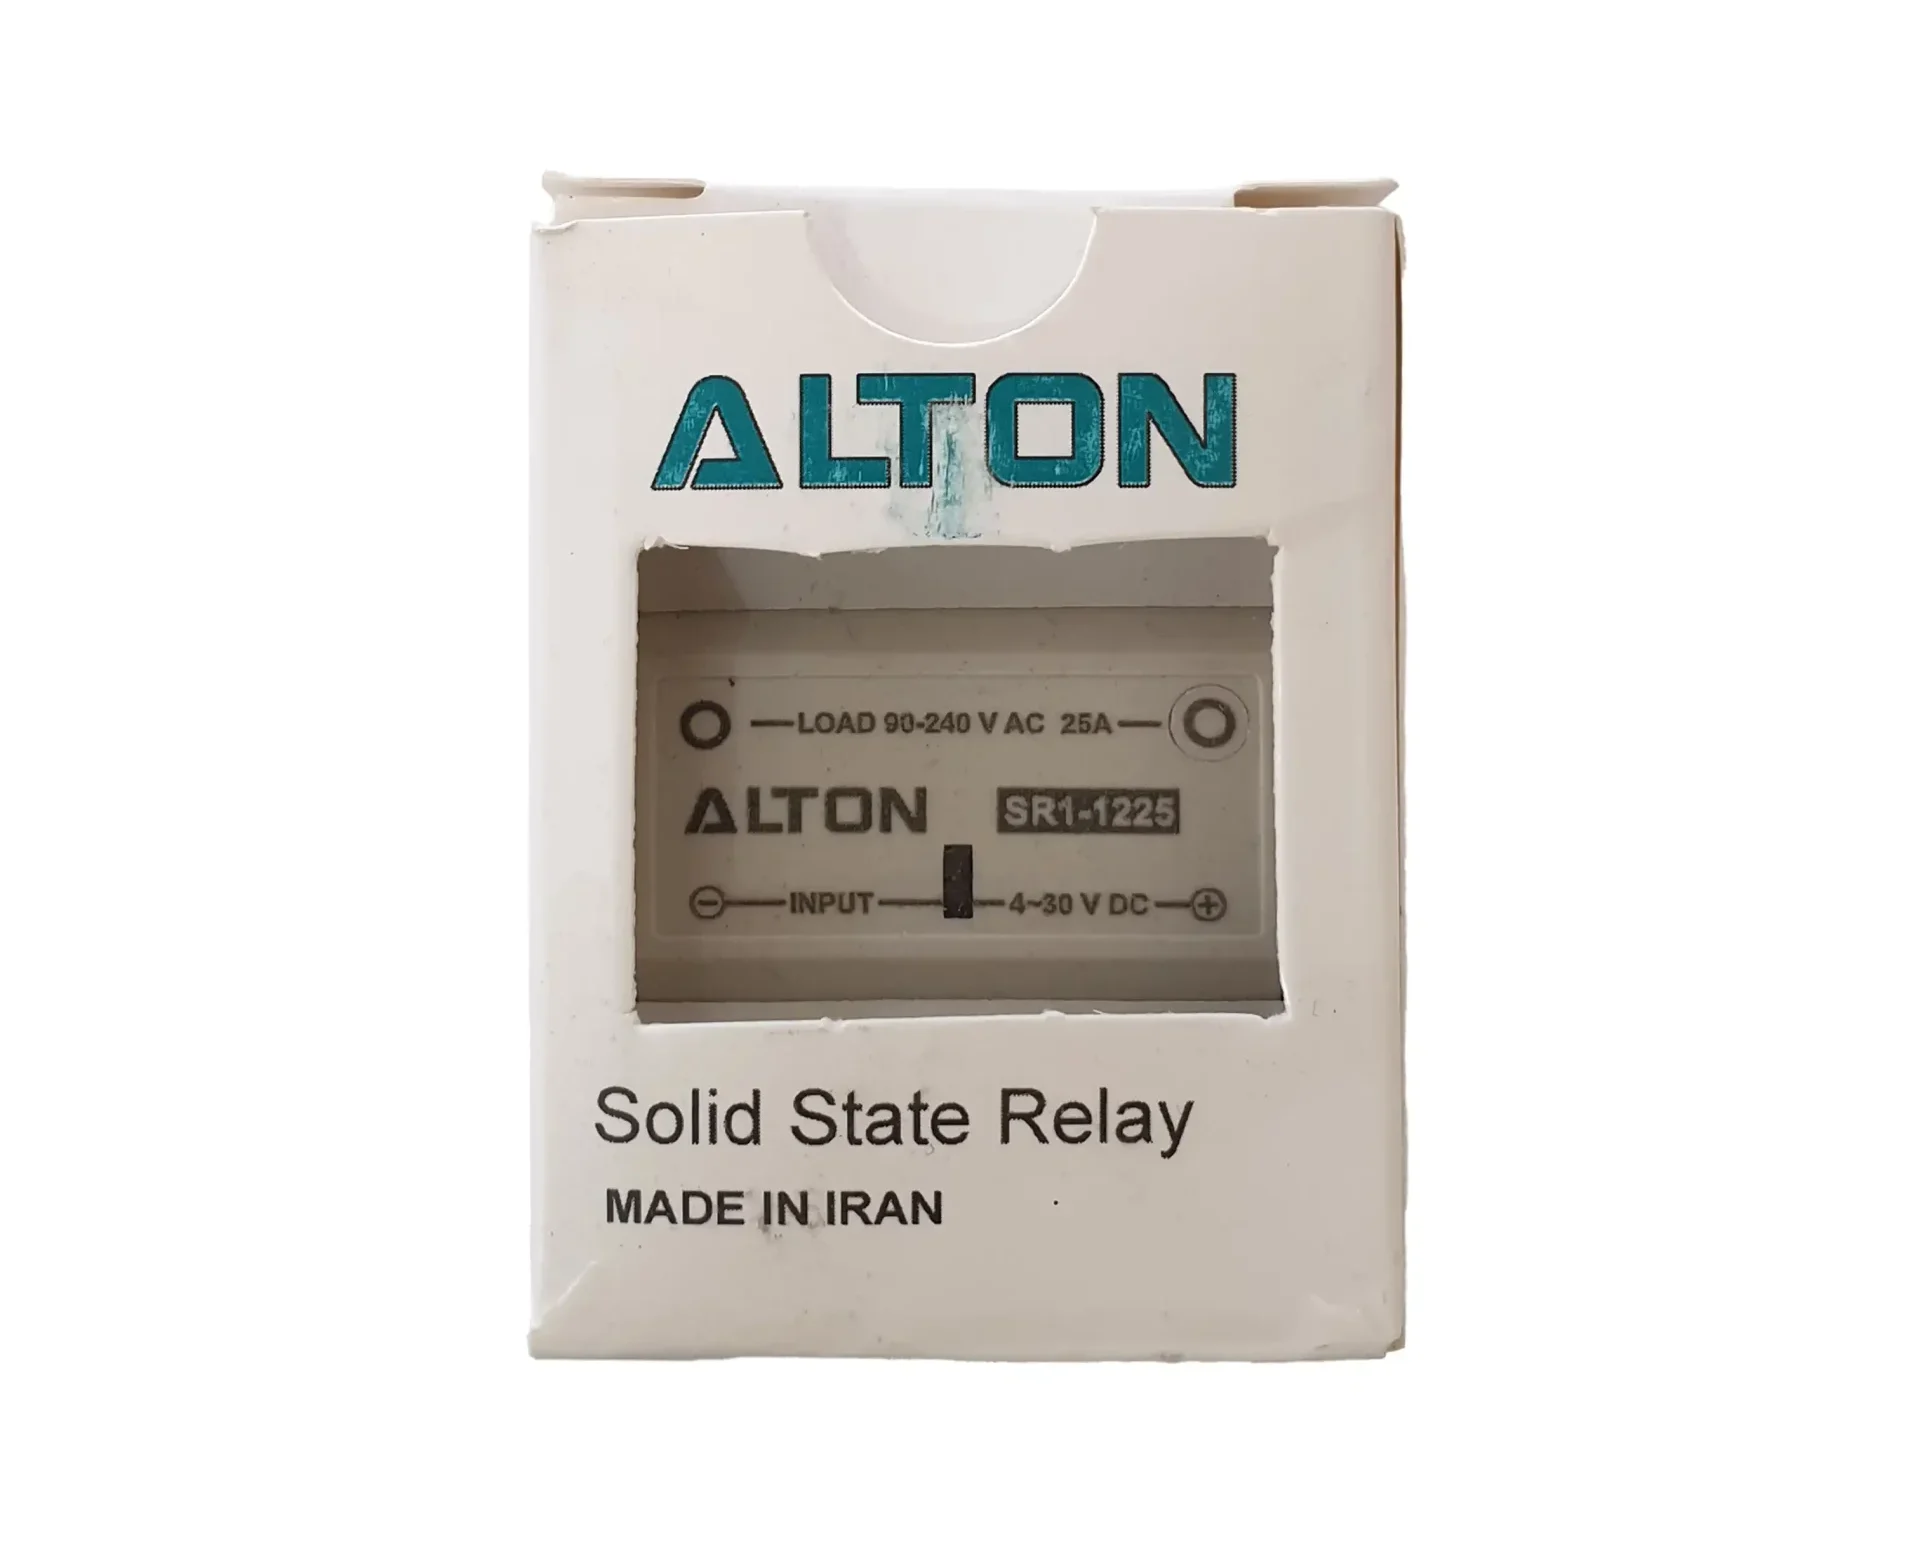 ALTON
LOAD 90-240 V AC 25A
ALTON SR1-1225
INPUT 4~30 V DC
Solid State Relay
MADE IN IRAN